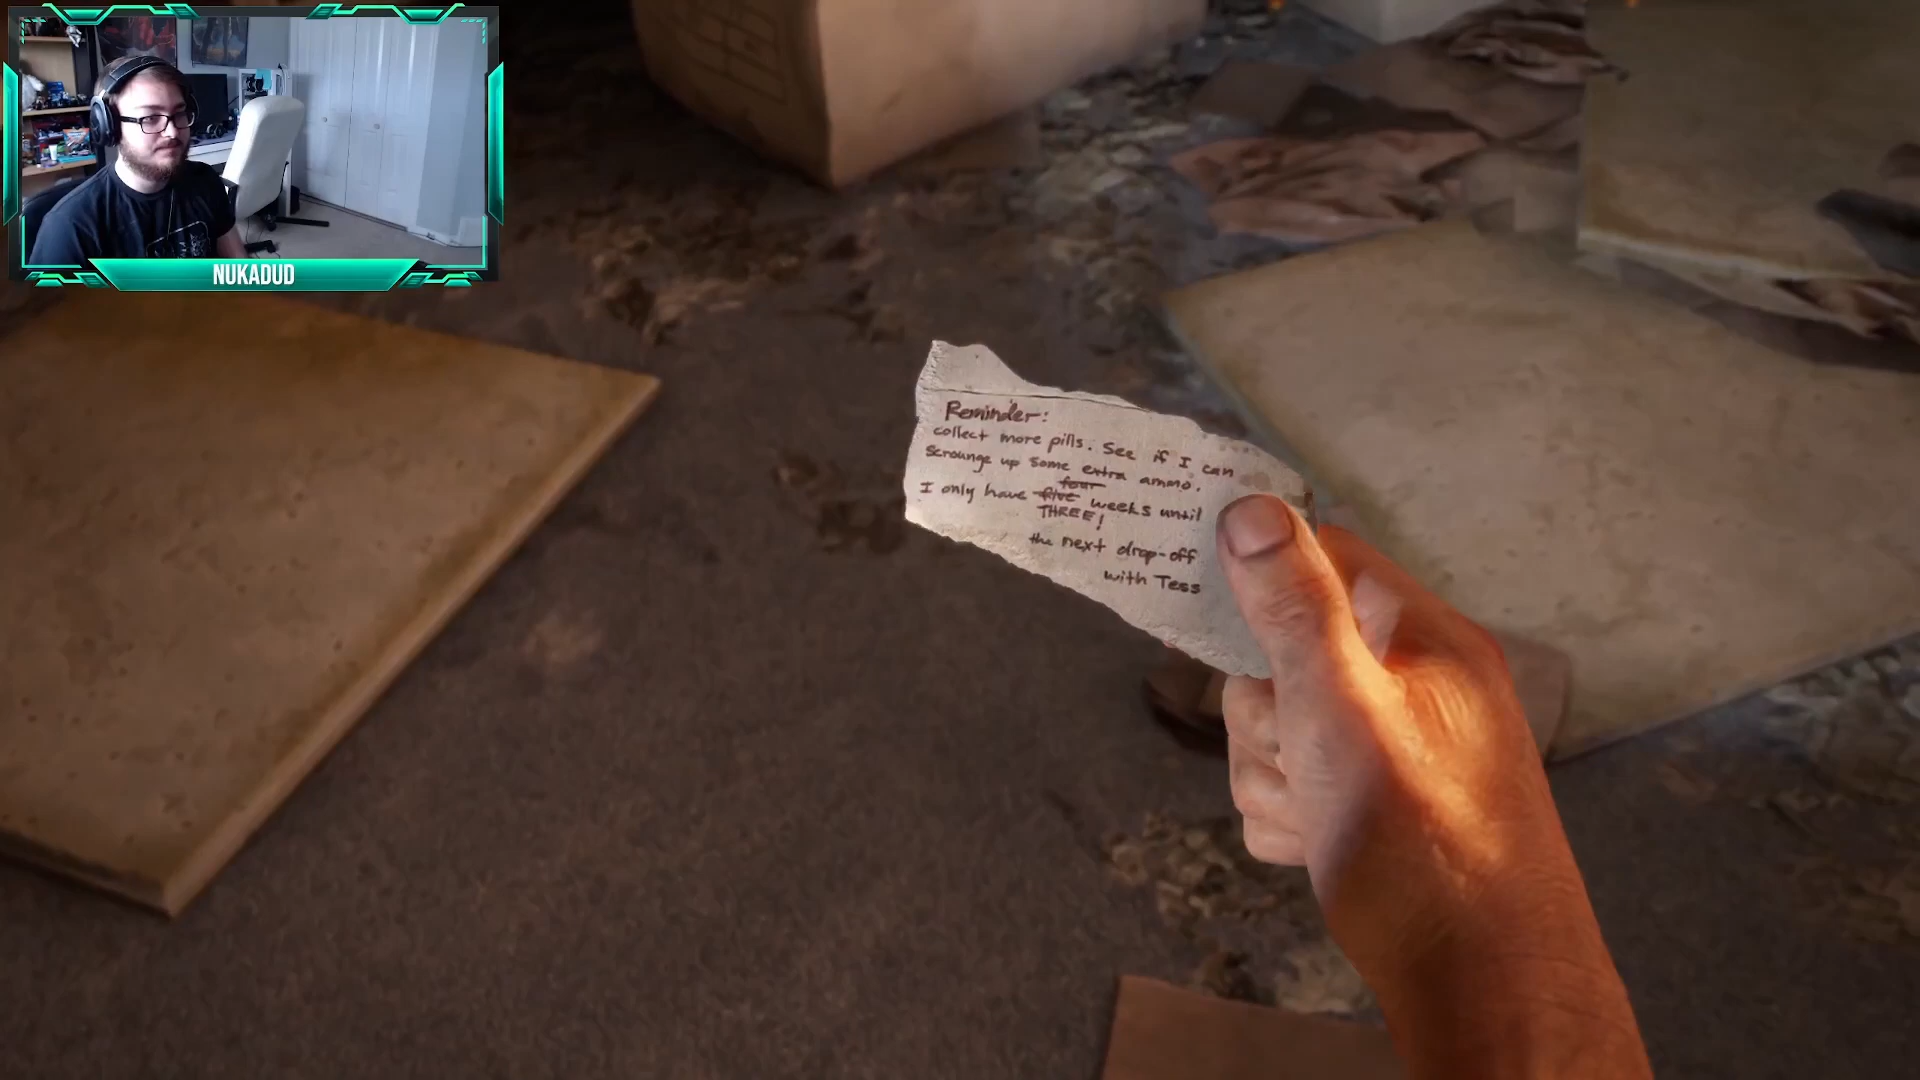 NUKADUD
Reminder:
collect more pills. See if I can
scrounge up some extra ammo.
four
I only have five weeks until
THREE!
the next drop-off
with Tess